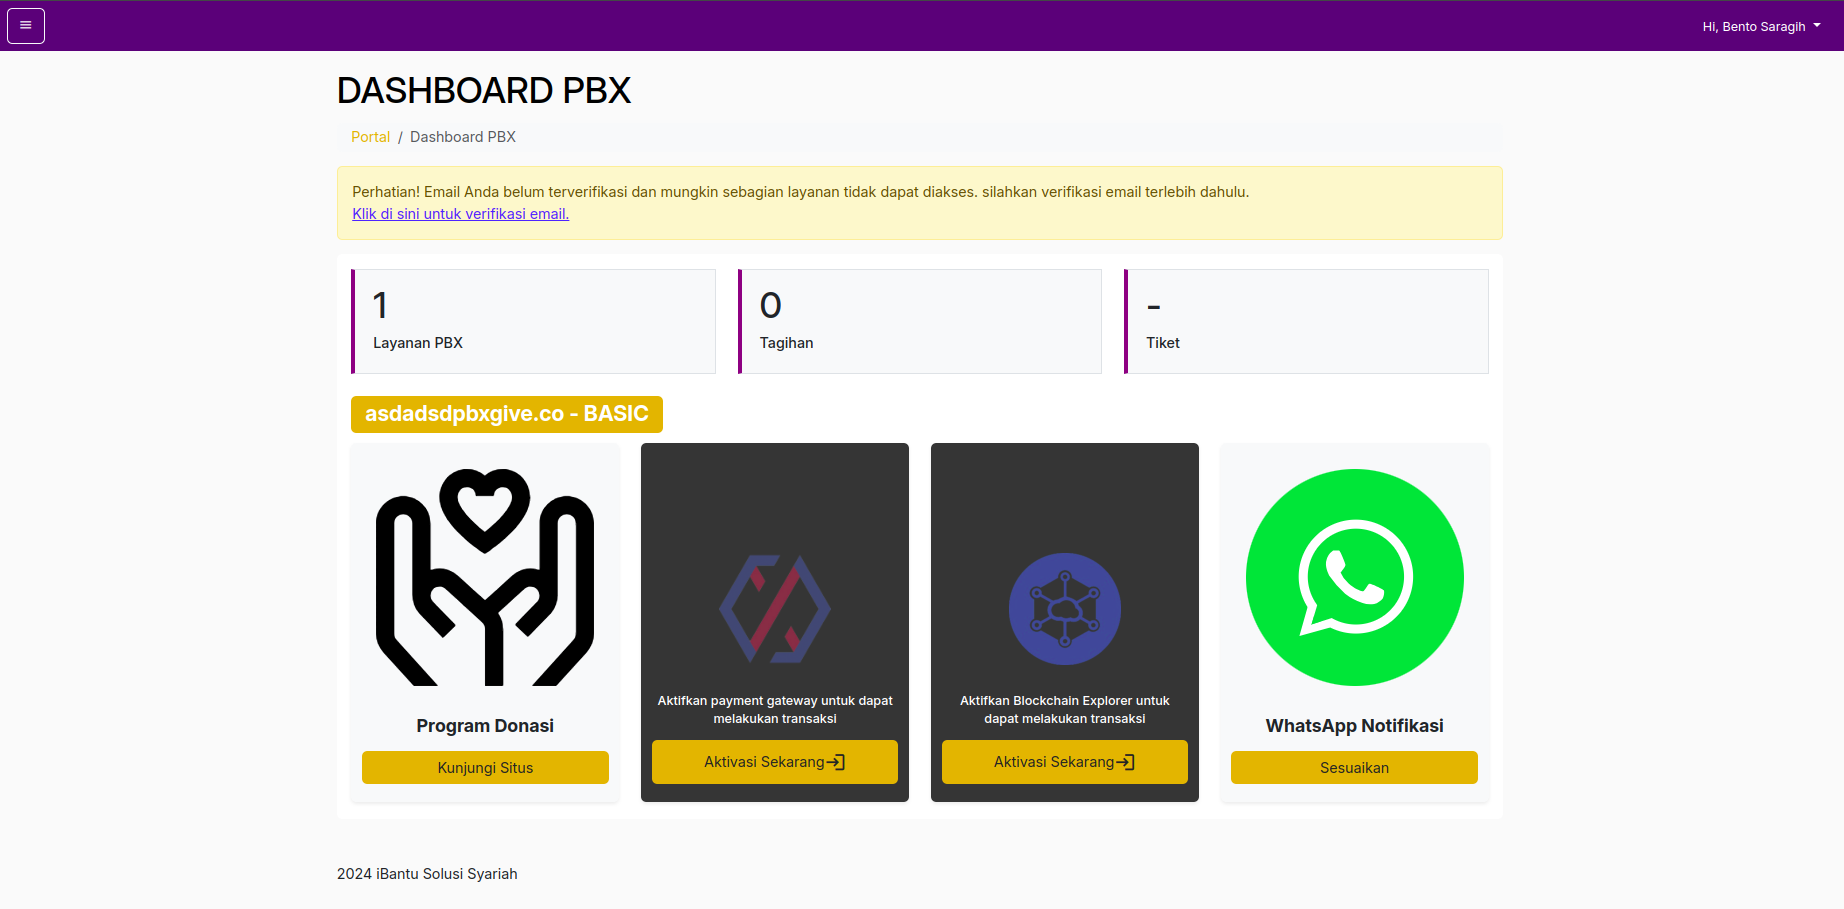 Hi, Bento Saragih
DASHBOARD PBX
Portal / Dashboard PBX
Perhatian! Email Anda belum terverifikasi dan mungkin sebagian layanan tidak dapat diakses. silahkan verifikasi email terlebih dahulu.
Klik di sini untuk verifikasi email.
1
Layanan PBX
0
Tagihan
-
Tiket
asdadsdpbxgive.co - BASIC
Program Donasi
Kunjungi Situs
Aktifkan payment gateway untuk dapat
melakukan transaksi
Aktivasi Sekarang
Aktifkan Blockchain Explorer untuk
dapat melakukan transaksi
Aktivasi Sekarang
WhatsApp Notifikasi
Sesuaikan
2024 iBantu Solusi Syariah